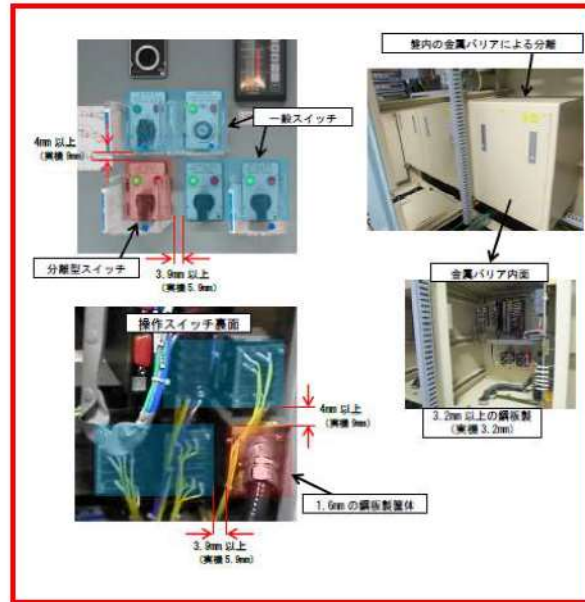 盤内の金属バリアによる分離
一般スイッチ
4mm 以上
(実機 9mm)
分離型スイッチ
3.9mm 以上
(実機 5.9mm)
金属バリア内面
3.2mm以上の鋼板製
(実機 3.2mm)
操作スイッチ裏面
4mm 以上
(実機 9mm)
1.6mm の鋼板製筐体
3.9mm 以上
(実機 5.9mm)